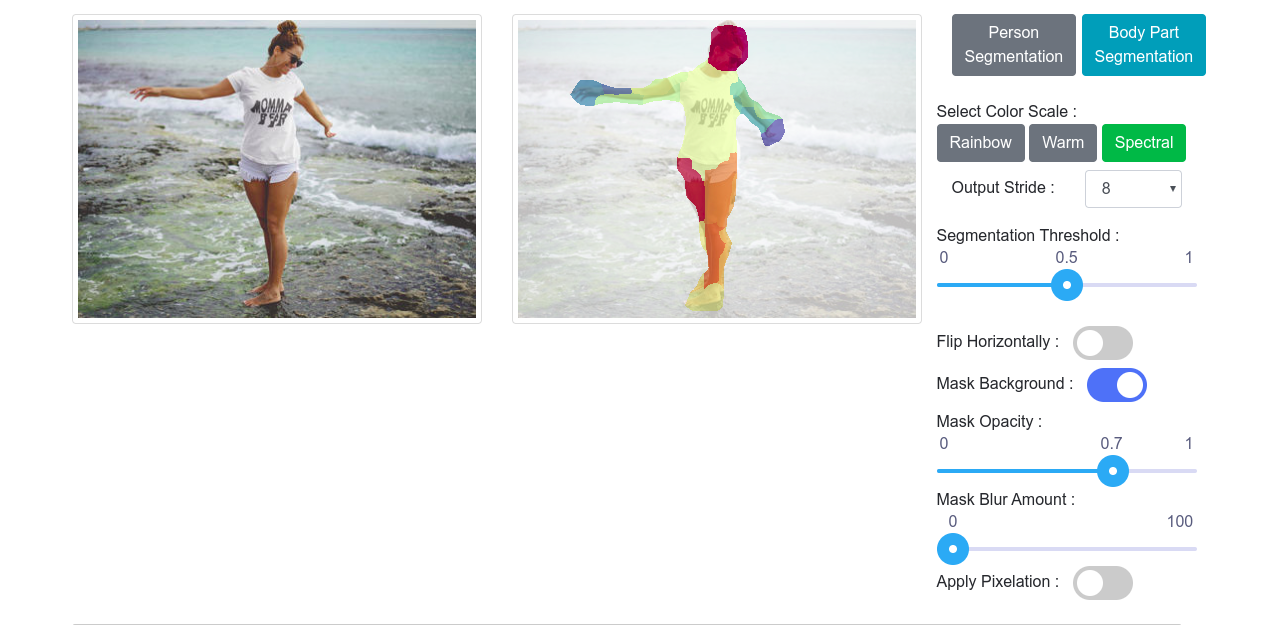 MOMMA
BEAR
MOMMA
BEAR
Person
Segmentation
Body Part
Segmentation
Select Color Scale :
Rainbow Warm Spectral
Output Stride : 8
Segmentation Threshold :
0 0.5 1
Flip Horizontally :
Mask Background :
Mask Opacity :
0 0.7 1
Mask Blur Amount :
0 100
Apply Pixelation :